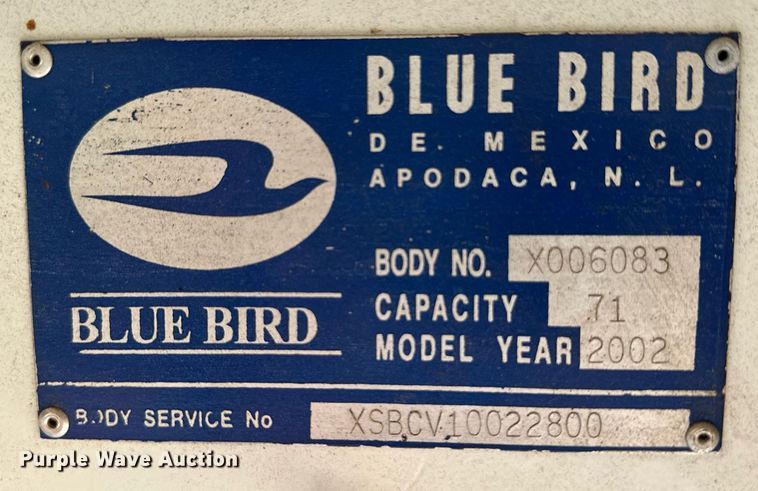 BLUE BIRD
DE. MEXICO
APODACA, N. L.
BODY NO. X006083
CAPACITY 71
MODEL YEAR 2002
BLUE BIRD
BODY SERVICE No XSBCV10022800
Purple Wave Auction